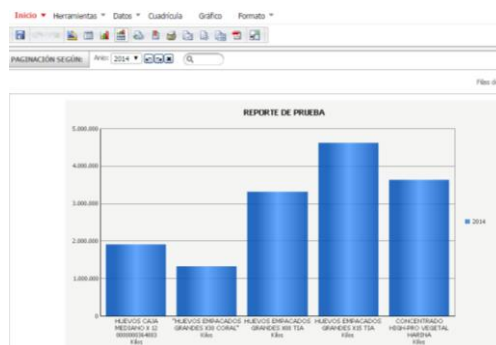 Inicio Herramientas Datos Cuadrícula Gráfico Formato
PAGINACIÓN SEGÚN: Anio: 2014
Filas d
REPORTE DE PRUEBA
5.000.000
4.000.000
3.000.000
2.000.000
1.000.000
0
2014
HUEVOS CAJA
MEDIANO X 12
Kilos
"HUEVOS EMPACADOS
GRANDES X30 CORAL"
Kilos
HUEVOS EMPACADOS
GRANDES X30 TIA
Kilos
HUEVOS EMPACADOS
GRANDES X15 TIA
Kilos
CONCENTRADO
HIGH-PRO VEGETAL
HARINA
Kilos